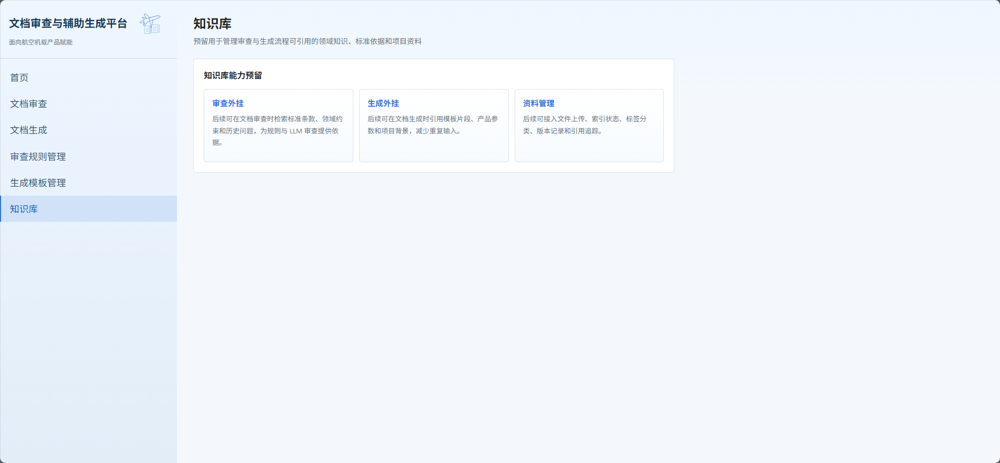 文档审查与辅助生成平台
面向航空机载产品赋能
首页
文档审查
文档生成
审查规则管理
生成模板管理
知识库
知识库
预留用于管理审查与生成流程可引用的领域知识、标准依据和项目资料
知识库能力预留
审查外挂
后续可在文档审查时检索标准条款、领域约
束和历史问题，为规则与 LLM 审查提供依
据。
生成外挂
后续可在文档生成时引用模板片段、产品参
数和项目背景，减少重复输入。
资料管理
后续可接入文件上传、索引状态、标签分
类、版本记录和引用追踪。